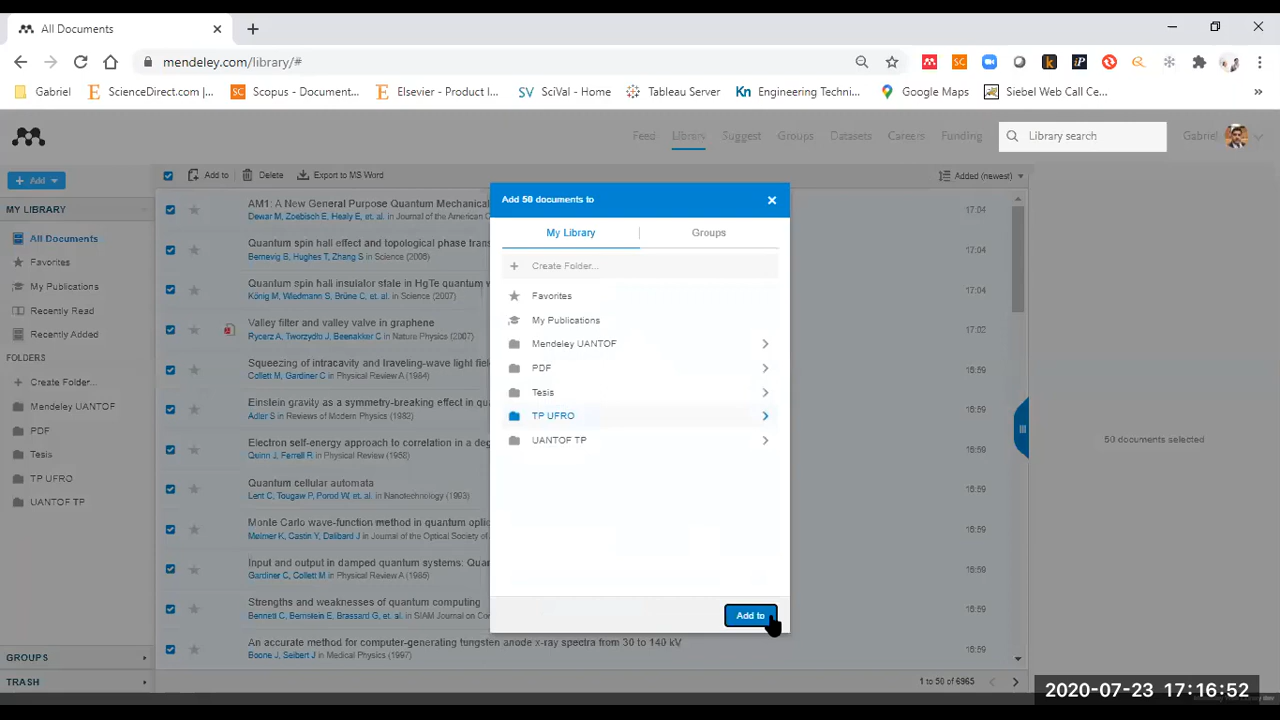 All Documents
mendeley.com/library/#
Gabriel
ScienceDirect.com |...
Scopus - Document...
Elsevier - Product I...
SciVal - Home
Tableau Server
Engineering Techni...
Google Maps
Siebel Web Call Ce...
Feed
Library
Suggest
Groups
Datasets
Careers
Funding
Library search
Gabriel
Add
Add to
Delete
Export to MS Word
Added (newest)
MY LIBRARY
All Documents
Favorites
My Publications
Recently Read
Recently Added
FOLDERS
Create Folder...
Mendeley UANTOF
PDF
Tesis
TP UFRO
UANTOF TP
GROUPS
TRASH
AM1: A New General Purpose Quantum Mechanical
Dewar M, Zoebisch E, Healy E, et. al. in Journal of the American C
17:04
Quantum spin hall effect and topological phase trans
Bernevig B, Hughes T, Zhang S in Science (2006)
17:04
Quantum spin hall insulator state in HgTe quantum w
König M, Wiedmann S, Brüne C, et. al. in Science (2007)
17:04
Valley filter and valley valve in graphene
Rycerz A, Tworzydło J, Beenakker C in Nature Physics (2007)
17:02
Squeezing of intracavity and traveling-wave light field
Collett M, Gardiner C in Physical Review A (1984)
16:59
Einstein gravity as a symmetry-breaking effect in qu
Adler S in Reviews of Modern Physics (1982)
16:59
Electron self-energy approach to correlation in a deg
Quinn J, Ferrell R in Physical Review (1958)
16:59
Quantum cellular automata
Lent C, Tougaw P, Porod W, et. al. in Nanotechnology (1993)
16:59
Monte Carlo wave-function method in quantum optic
Mølmer K, Castin Y, Dalibard J in Journal of the Optical Society of
16:59
Input and output in damped quantum systems: Qua
Gardiner C, Collett M in Physical Review A (1985)
16:59
Strengths and weaknesses of quantum computing
Bennett C, Bernstein E, Brassard G, et. al. in SIAM Journal on Co
16:59
An accurate method for computer-generating tungsten anode x-ray spectra from 30 to 140 kV
Boone J, Seibert J in Medical Physics (1997)
16:59
Add 50 documents to
My Library
Groups
Create Folder...
Favorites
My Publications
Mendeley UANTOF
PDF
Tesis
TP UFRO
UANTOF TP
Add to
50 documents selected
1 to 50 of 6965
2020-07-23 17:16:52